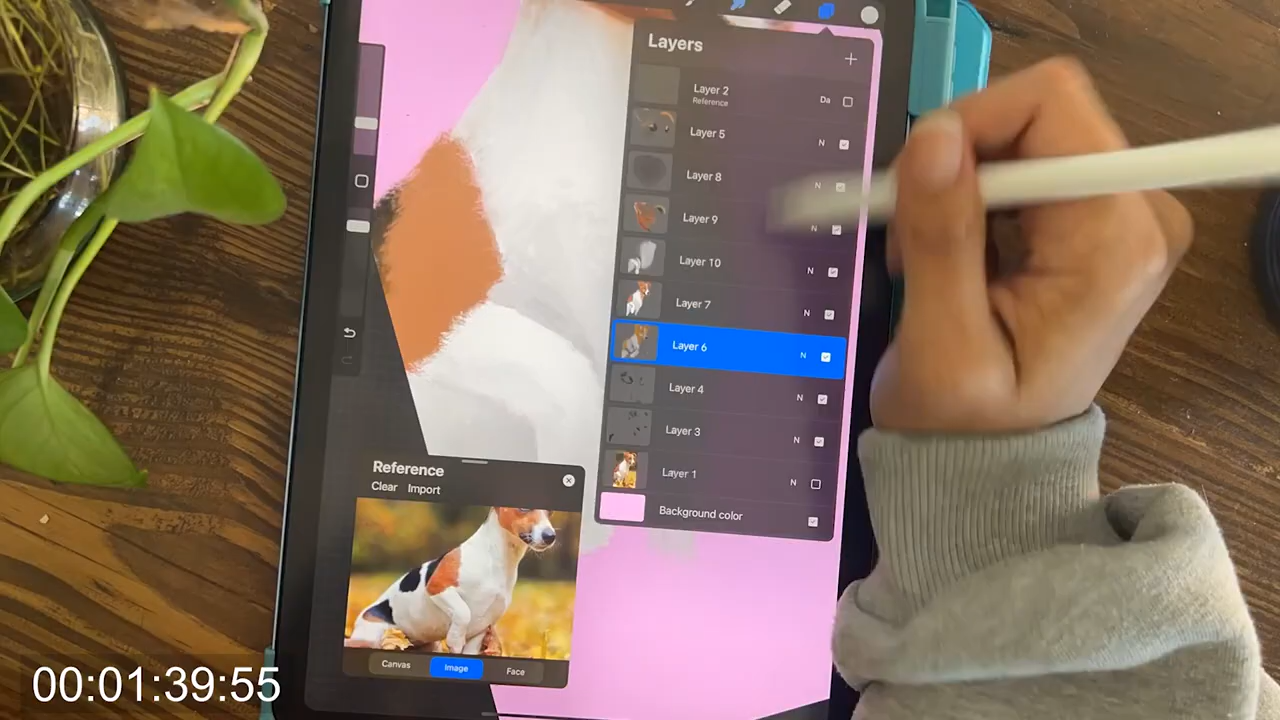 Layers
Layer 2
Reference
Da
Layer 5
N
Layer 8
N
Layer 9
N
Layer 10
N
Layer 7
N
Layer 6
N
Layer 4
N
Layer 3
N
Layer 1
N
Background color
Reference
Clear Import
Canvas Image Face
00:01:39:55